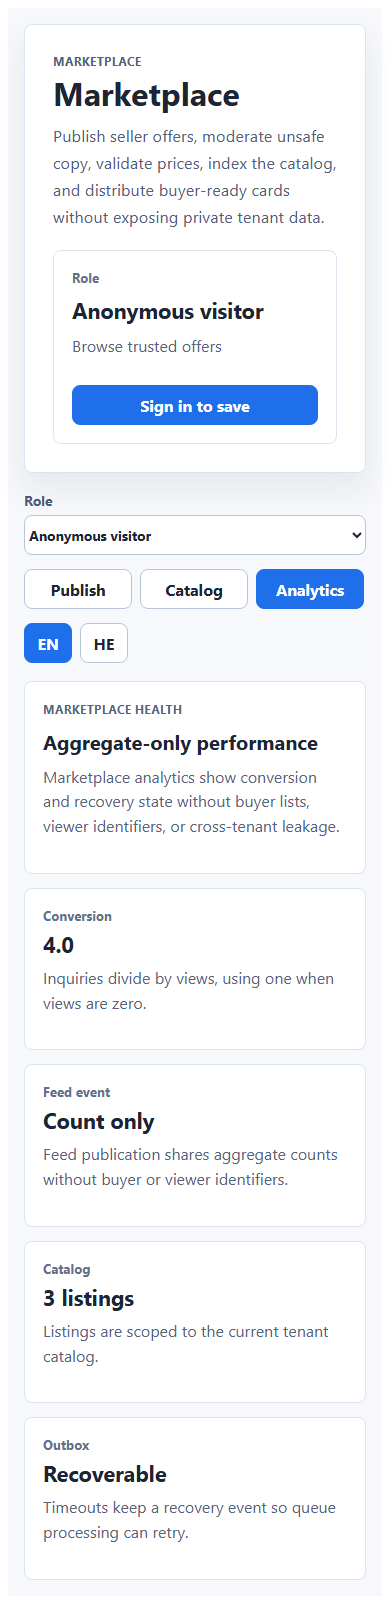 MARKETPLACE
Marketplace
Publish seller offers, moderate unsafe
copy, validate prices, index the catalog,
and distribute buyer-ready cards
without exposing private tenant data.
Role
Anonymous visitor
Browse trusted offers
Sign in to save
Role
Anonymous visitor
Publish Catalog Analytics
EN HE
MARKETPLACE HEALTH
Aggregate-only performance
Marketplace analytics show conversion
and recovery state without buyer lists,
viewer identifiers, or cross-tenant leakage.
Conversion
4.0
Inquiries divide by views, using one when
views are zero.
Feed event
Count only
Feed publication shares aggregate counts
without buyer or viewer identifiers.
Catalog
3 listings
Listings are scoped to the current tenant
catalog.
Outbox
Recoverable
Timeouts keep a recovery event so queue
processing can retry.